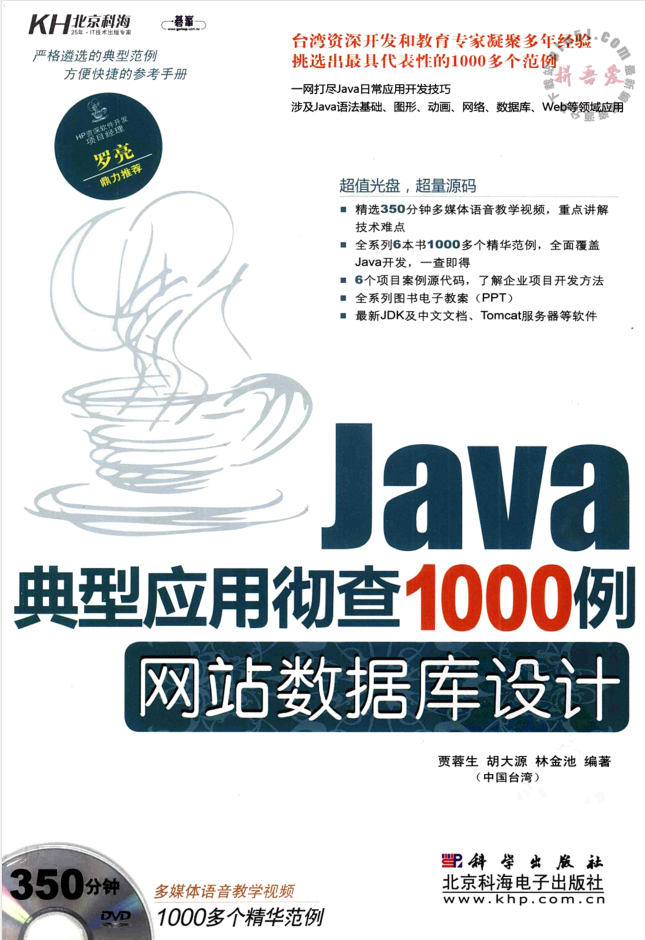 KH 北京科海
25年·IT技术出版专家
碁峯
www.gotop.com.tw
严格遴选的典型范例
方便快捷的参考手册
HP资深软件开发
项目经理
罗亮
鼎力推荐
台湾资深开发和教育专家凝聚多年经验
挑选出最具代表性的1000多个范例
一网打尽Java日常应用开发技巧
涉及Java语法基础、图形、动画、网络、数据库、Web等领域应用
拼吾爱
超值光盘，超量源码
■ 精选350分钟多媒体语音教学视频，重点讲解
技术难点
■ 全系列6本书1000多个精华范例，全面覆盖
Java开发，一查即得
■ 6个项目案例源代码，了解企业项目开发方法
■ 全系列图书电子教案（PPT）
■ 最新JDK及中文文档、Tomcat服务器等软件
Java
典型应用彻查1000例
网站数据库设计
贾蓉生 胡大源 林金池 编著
（中国台湾）
350分钟
DVD
多媒体语音教学视频
1000多个精华范例
科学出版社
北京科海电子出版社
www.khp.com.cn